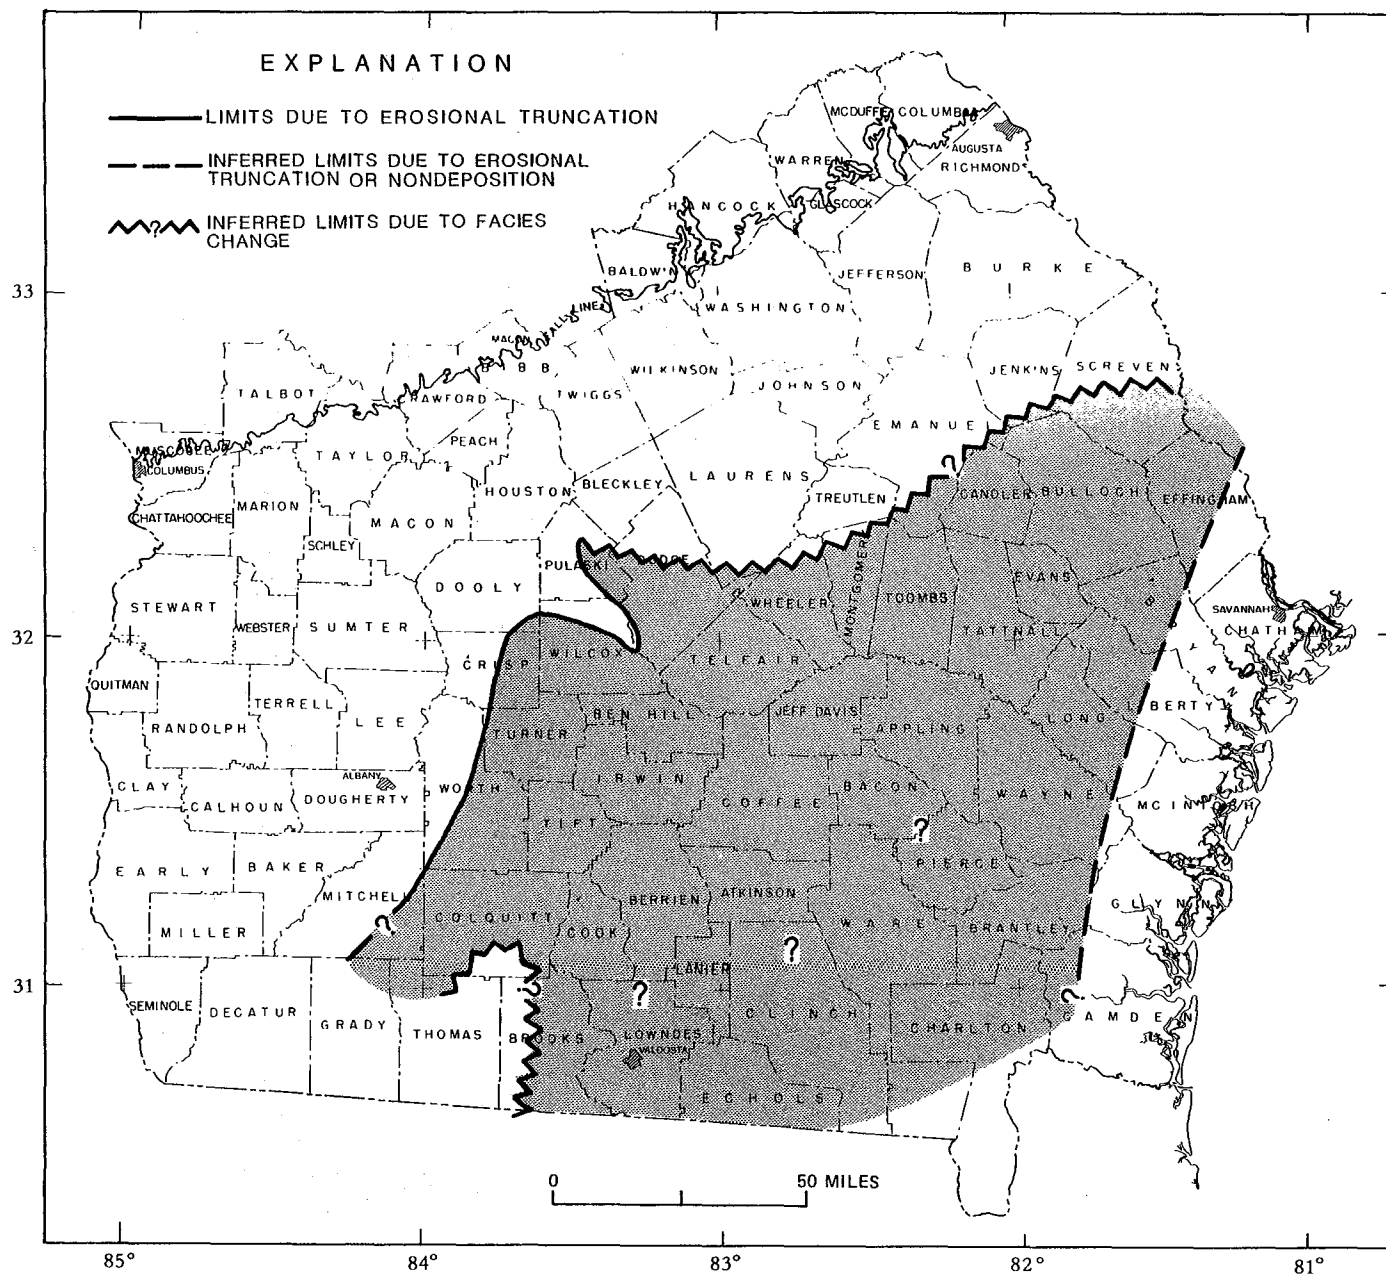 EXPLANATION
LIMITS DUE TO EROSIONAL TRUNCATION
INFERRED LIMITS DUE TO EROSIONAL
TRUNCATION OR NONDEPOSITION
?
INFERRED LIMITS DUE TO FACIES
CHANGE
MCDUFFIE
COLUMBIA
AUGUSTA
RICHMOND
WARREN
GLASCOCK
HANCOCK
BALDWIN
JEFFERSON
BURKE
33
WASHINGTON
FALL LINE
MACON
BIBB
WILKINSON
JOHNSON
JENKINS
SCREVEN
TALBOT
CRAWFORD
TWIGGS
EMANUEL
PEACH
MUSCOGEE
COLUMBUS
TAYLOR
HOUSTON
BLECKLEY
LAURENS
TREUTLEN
?
CANDLER
BULLOCH
EFFINGHAM
CHATTAHOOCHEE
MARION
MACON
SCHLEY
PULASKI
DODGE
MONTGOMERY
DOOLY
WHEELER
TOOMBS
EVANS
STEWART
WEBSTER
SUMTER
32
SAVANNAH
CHATHAM
TATTNALL
BRYAN
CRISP
WILCOX
TELFAIR
QUITMAN
TERRELL
LEE
RANDOLPH
TURNER
BEN HILL
JEFF DAVIS
APPLING
LONG
LIBERTY
CLAY
CALHOUN
ALBANY
DOUGHERTY
WORTH
IRWIN
COFFEE
BACON
WAYNE
MCINTOSH
TIFT
?
PIERCE
EARLY
BAKER
MITCHELL
BERRIEN
ATKINSON
GLYNN
MILLER
?
COLQUITT
COOK
WARE
BRANTLEY
?
LANIER
31
SEMINOLE
DECATUR
GRADY
THOMAS
?
BROOKS
?
LOWNDES
VALDOSTA
CLINCH
CHARLTON
?
CAMDEN
ECHOLS
0
50 MILES
85°
84°
83°
82°
81°